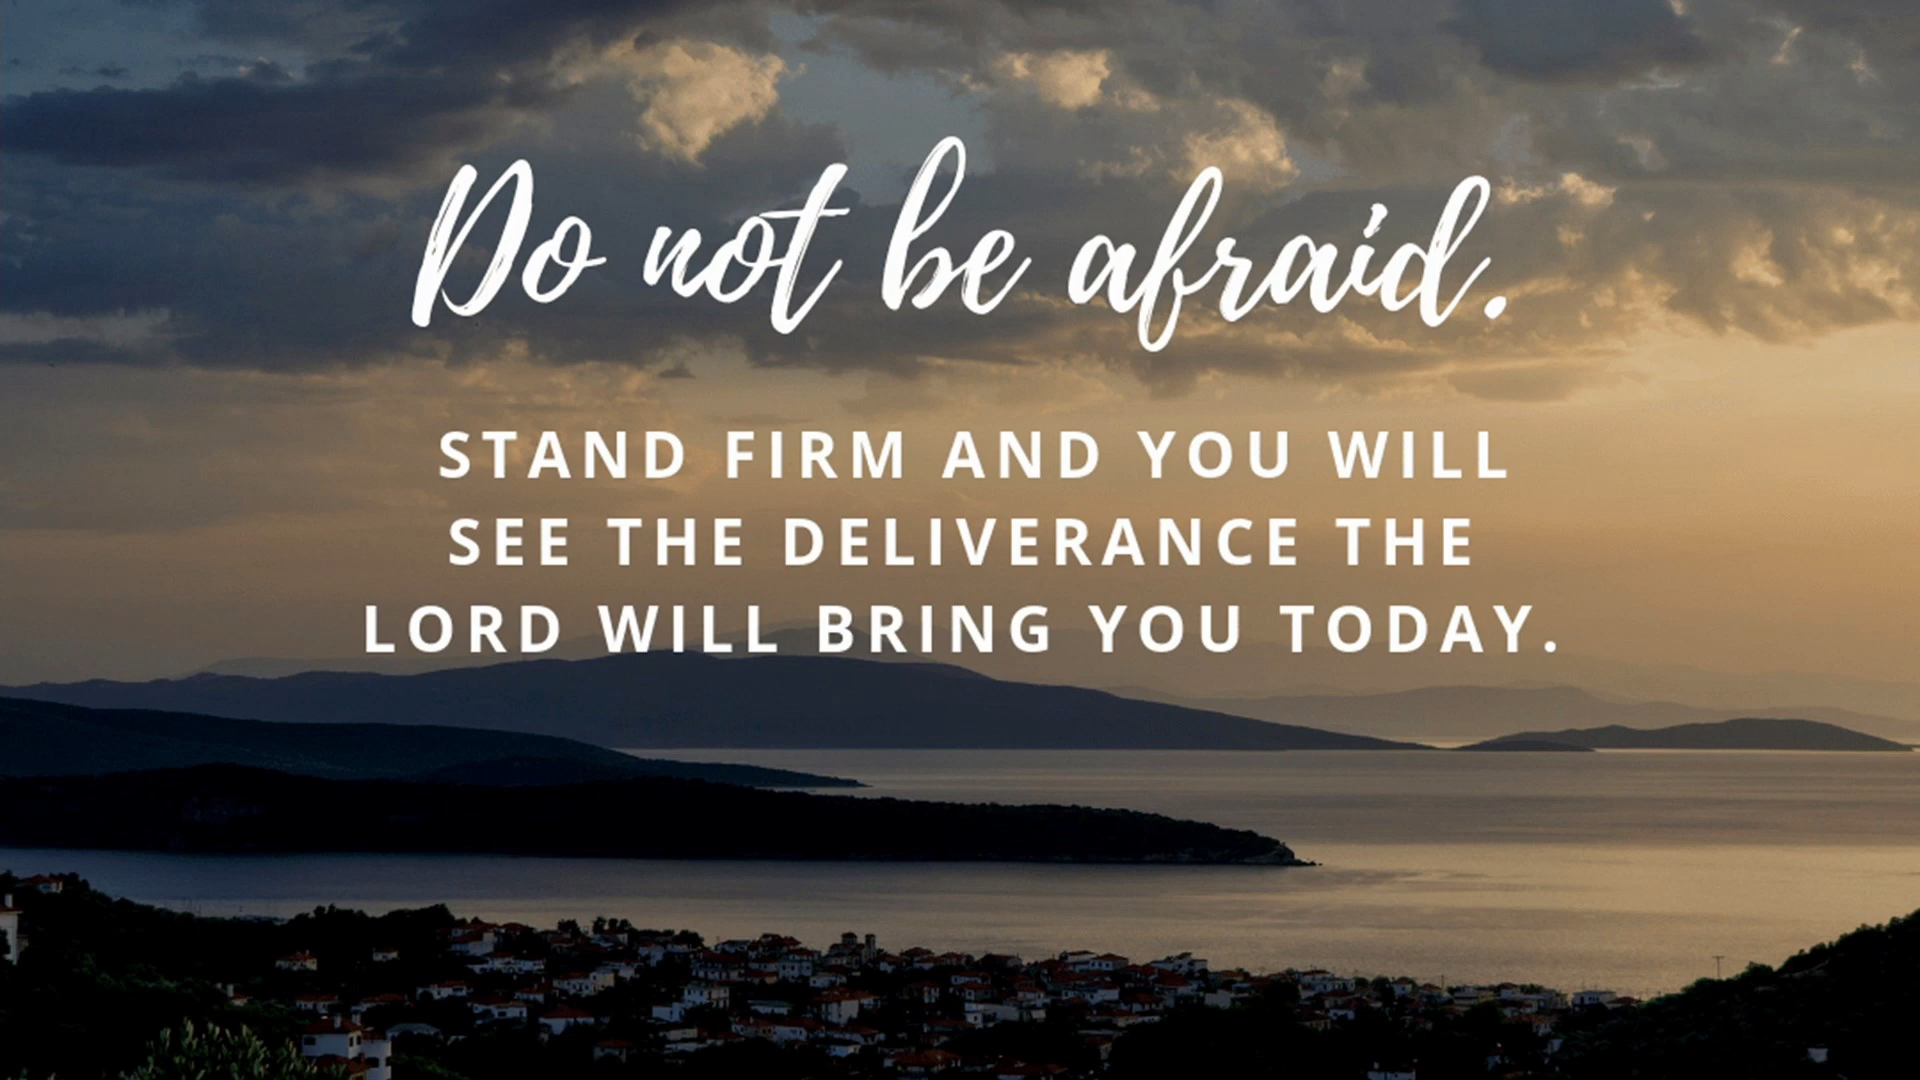 Do not be afraid.
STAND FIRM AND YOU WILL
SEE THE DELIVERANCE THE
LORD WILL BRING YOU TODAY.